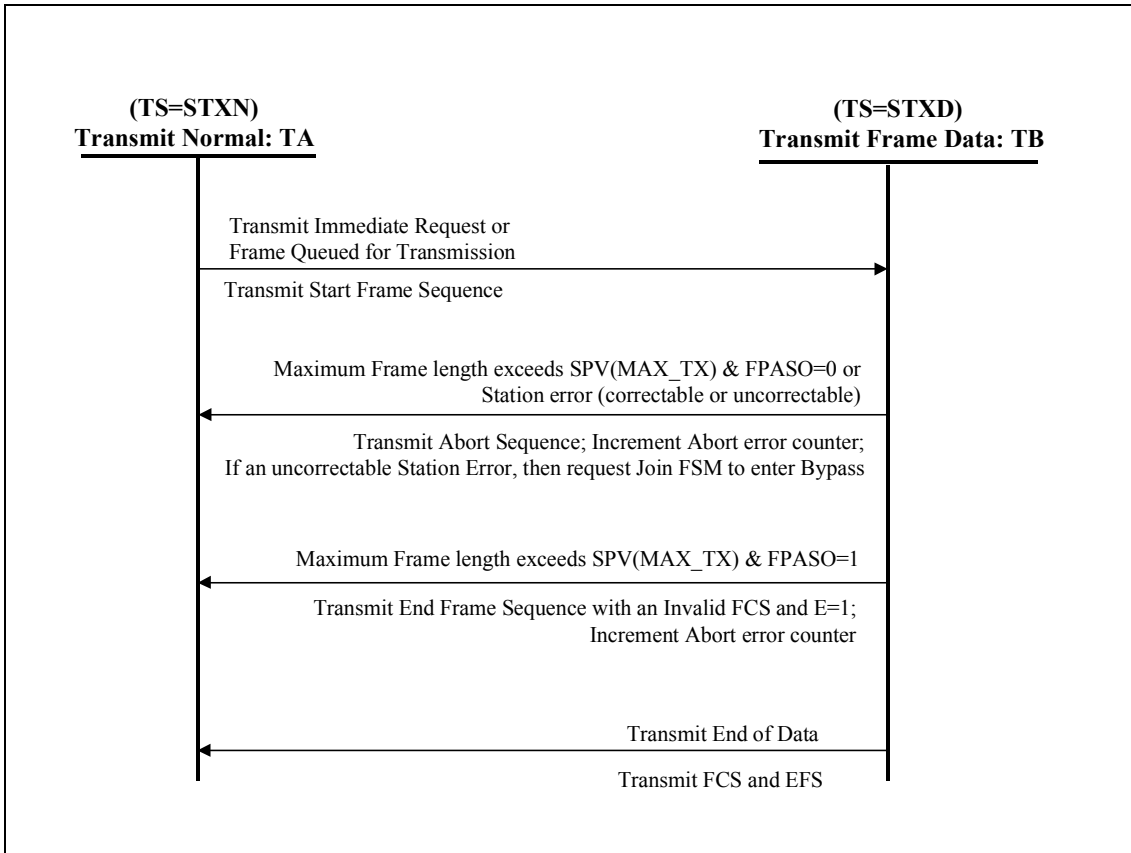 (TS=STXN)
Transmit Normal: TA
(TS=STXD)
Transmit Frame Data: TB
Transmit Immediate Request or
Frame Queued for Transmission
Transmit Start Frame Sequence
Maximum Frame length exceeds SPV(MAX_TX) & FPASO=0 or
Station error (correctable or uncorrectable)
Transmit Abort Sequence; Increment Abort error counter;
If an uncorrectable Station Error, then request Join FSM to enter Bypass
Maximum Frame length exceeds SPV(MAX_TX) & FPASO=1
Transmit End Frame Sequence with an Invalid FCS and E=1;
Increment Abort error counter
Transmit End of Data
Transmit FCS and EFS